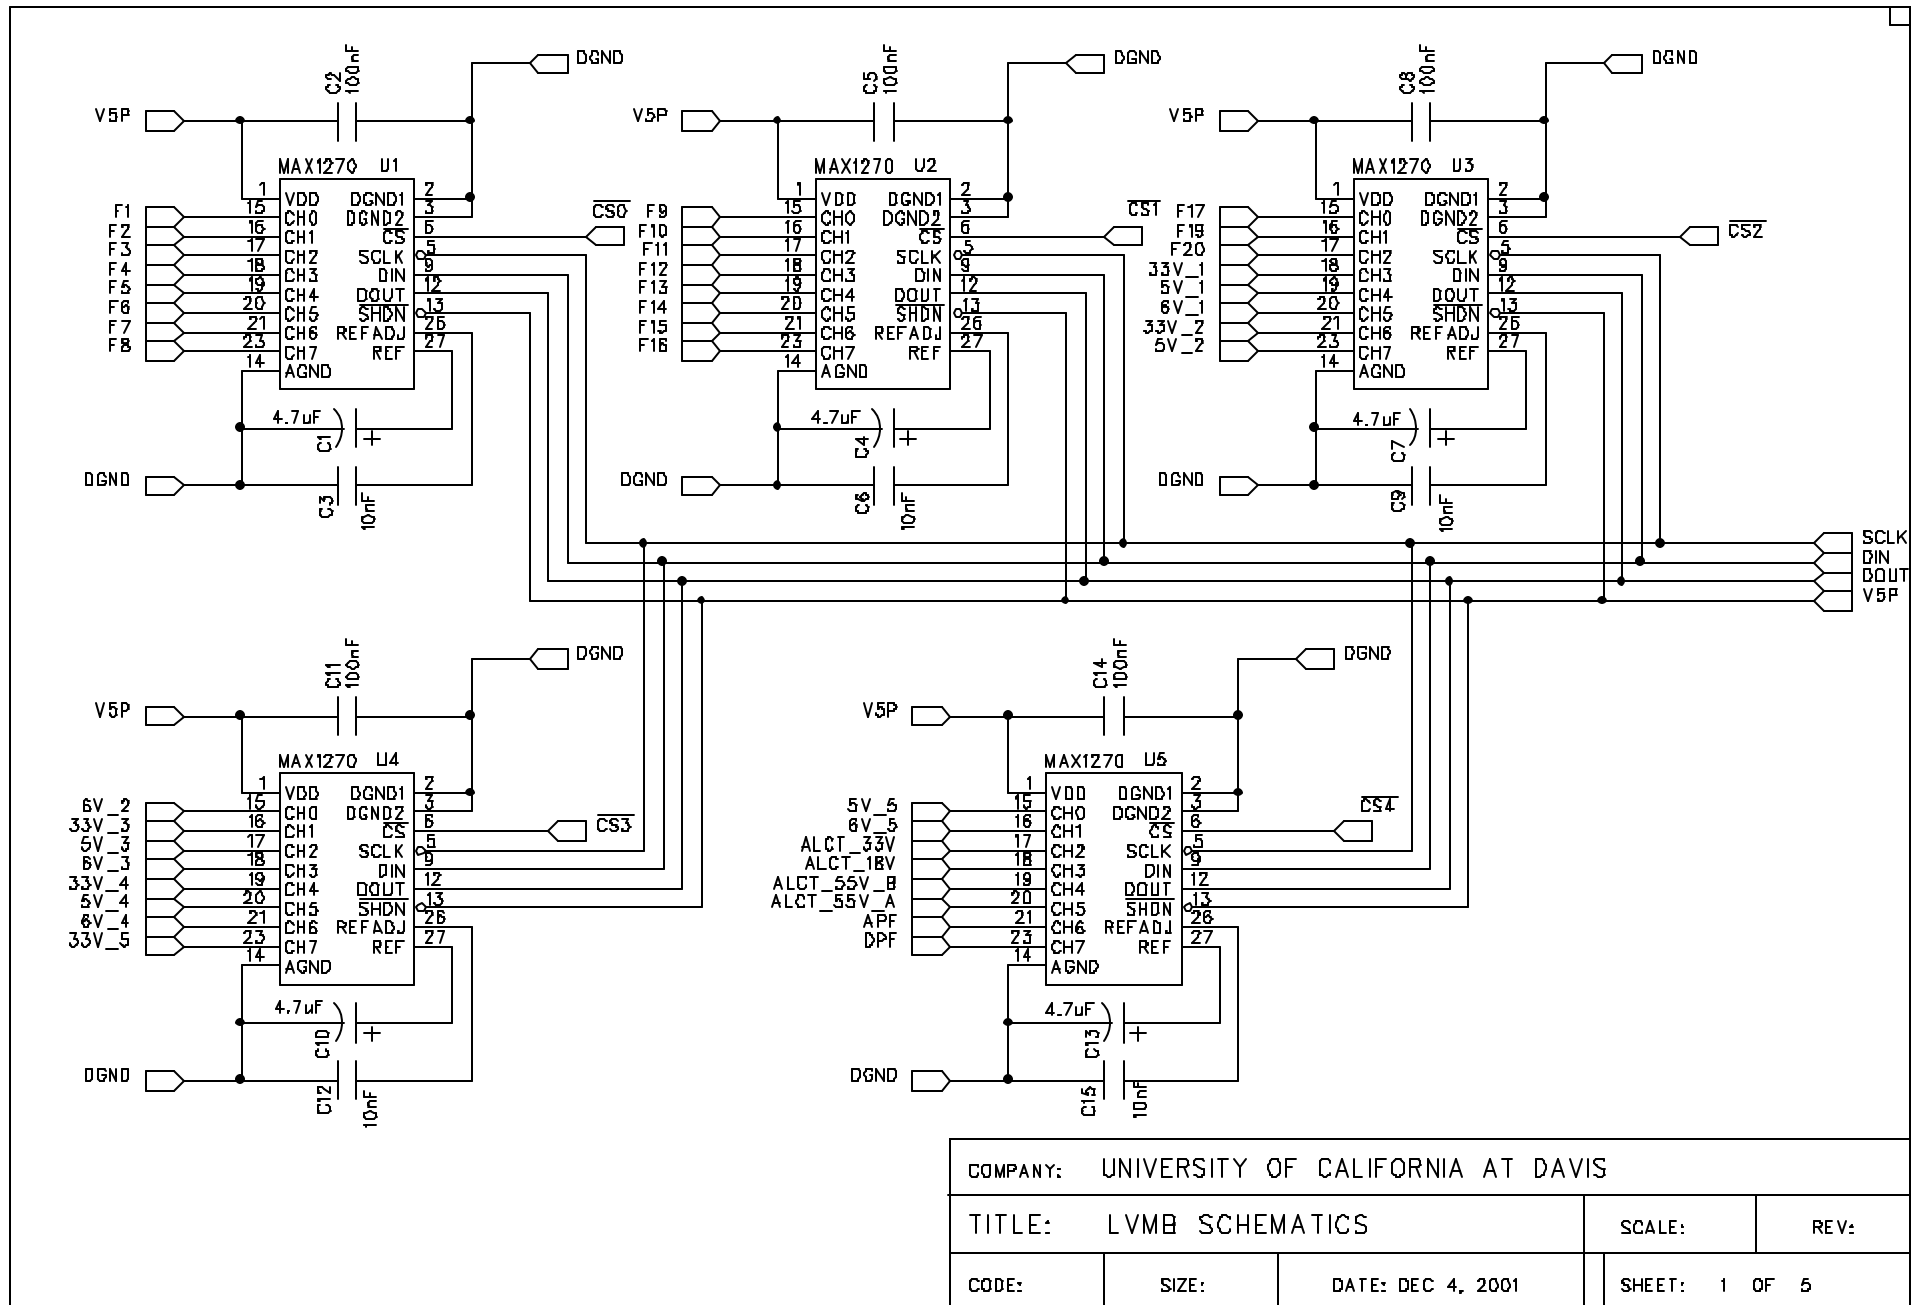 C2 100nF
DGND
V5P
MAX1270 U1
1 VDD DGND1 2
F1 15 CH0 DGND2 3
F2 16 CH1 CS 6 CS0
F3 17 CH2 SCLK 5
F4 18 CH3 DIN 9
F5 19 CH4 DOUT 12
F6 20 CH5 SHDN 13
F7 21 CH6 REFADJ 26
F8 23 CH7 REF 27
14 AGND
4.7uF C1
DGND
C3 10nF
C5 100nF
DGND
V5P
MAX1270 U2
1 VDD DGND1 2
F9 15 CH0 DGND2 3
F10 16 CH1 CS 6 CS1
F11 17 CH2 SCLK 5
F12 18 CH3 DIN 9
F13 19 CH4 DOUT 12
F14 20 CH5 SHDN 13
F15 21 CH6 REFADJ 26
F16 23 CH7 REF 27
14 AGND
4.7uF C4
DGND
C6 10nF
C8 100nF
DGND
V5P
MAX1270 U3
1 VDD DGND1 2
F17 15 CH0 DGND2 3
F19 16 CH1 CS 6 CS2
F20 17 CH2 SCLK 5
33V_1 18 CH3 DIN 9
5V_1 19 CH4 DOUT 12
6V_1 20 CH5 SHDN 13
33V_2 21 CH6 REFADJ 26
5V_2 23 CH7 REF 27
14 AGND
4.7uF C7
DGND
C9 10nF
SCLK
DIN
DOUT
V5P
C11 100nF
DGND
V5P
MAX1270 U4
1 VDD DGND1 2
6V_2 15 CH0 DGND2 3
33V_3 16 CH1 CS 6 CS3
5V_3 17 CH2 SCLK 5
6V_3 18 CH3 DIN 9
33V_4 19 CH4 DOUT 12
5V_4 20 CH5 SHDN 13
6V_4 21 CH6 REFADJ 26
33V_5 23 CH7 REF 27
14 AGND
4.7uF C10
DGND
C12 10nF
C14 100nF
DGND
V5P
MAX1270 U5
1 VDD DGND1 2
5V_5 15 CH0 DGND2 3
6V_5 16 CH1 CS 6 CS4
ALCT_33V 17 CH2 SCLK 5
ALCT_18V 18 CH3 DIN 9
ALCT_55V_B 19 CH4 DOUT 12
ALCT_55V_A 20 CH5 SHDN 13
APF 21 CH6 REFADJ 26
DPF 23 CH7 REF 27
14 AGND
4.7uF C13
DGND
C15 10nF
COMPANY: UNIVERSITY OF CALIFORNIA AT DAVIS
TITLE: LVMB SCHEMATICS SCALE: REV:
CODE: SIZE: DATE: DEC 4, 2001 SHEET: 1 OF 5